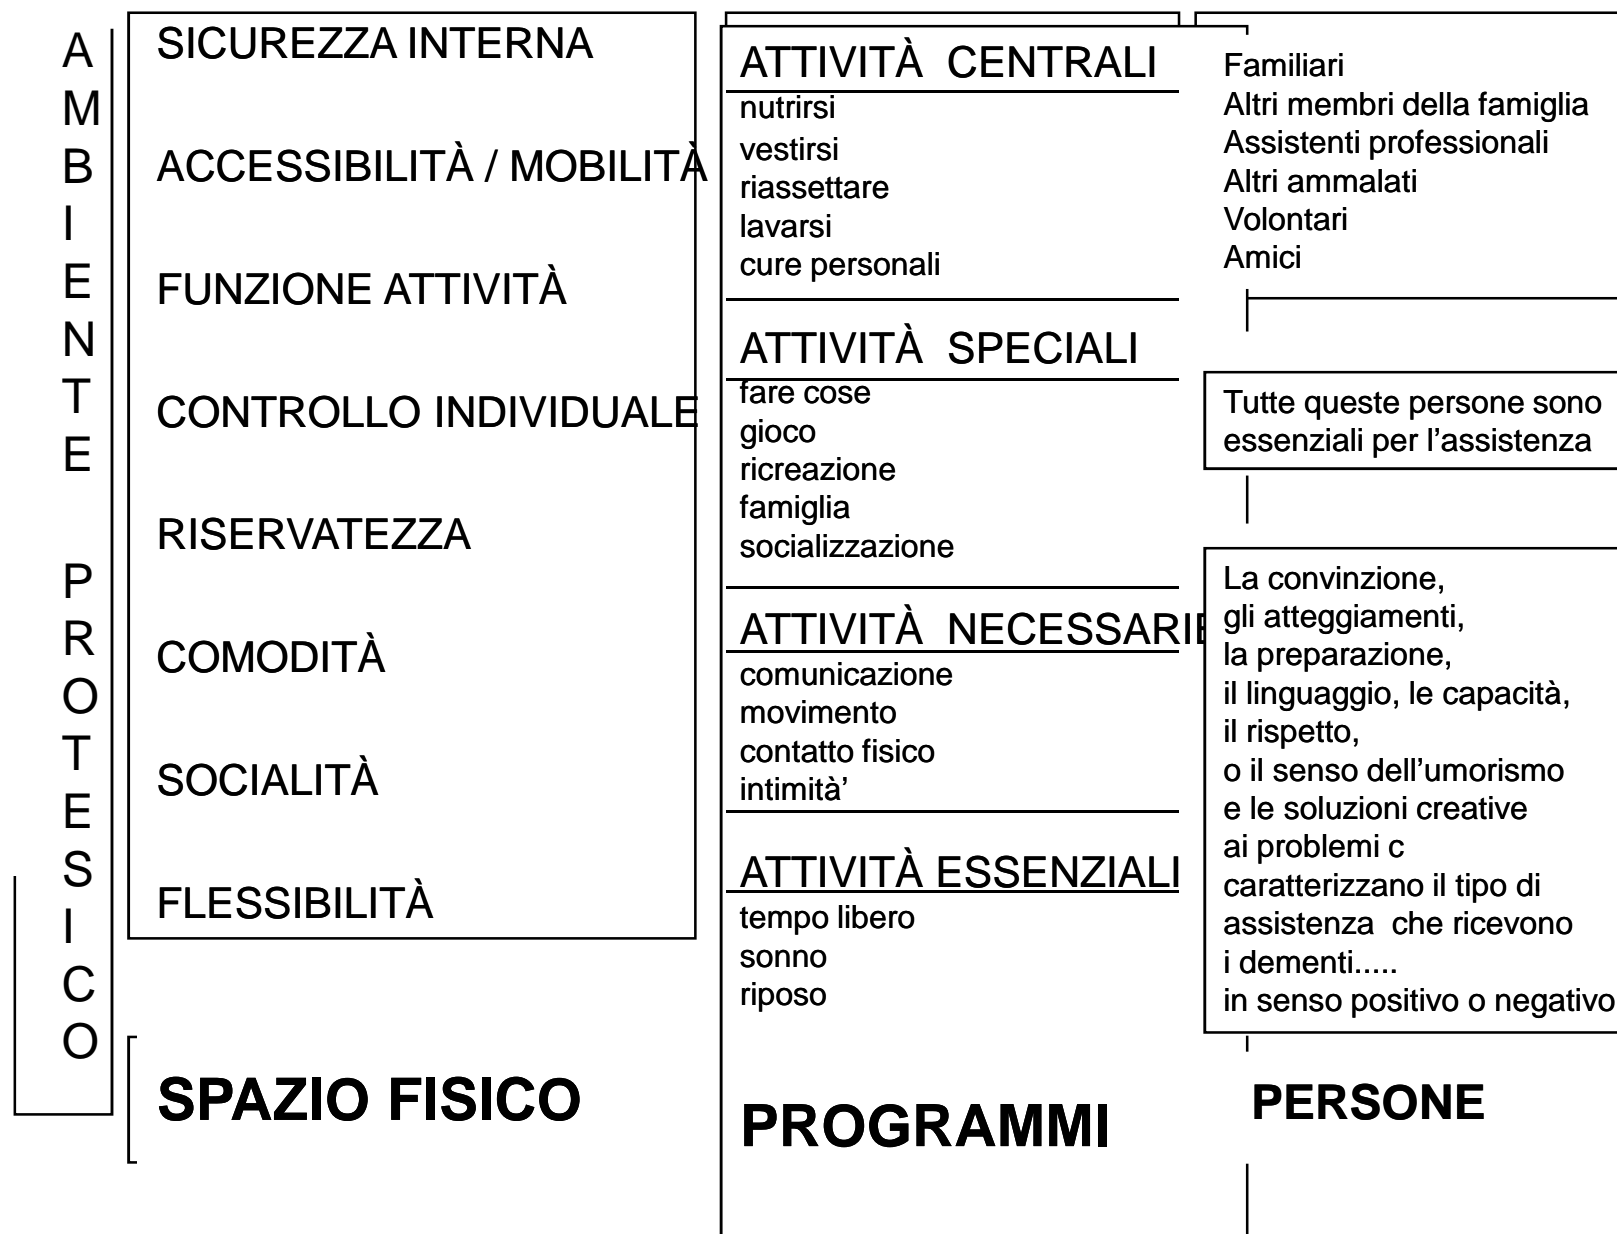 AMBIENTE PROTESICO
SICUREZZA INTERNA
ACCESSIBILITÀ / MOBILITÀ
FUNZIONE ATTIVITÀ
CONTROLLO INDIVIDUALE
RISERVATEZZA
COMODITÀ
SOCIALITÀ
FLESSIBILITÀ
SPAZIO FISICO
ATTIVITÀ CENTRALI
nutrirsi
vestirsi
riassettare
lavarsi
cure personali
ATTIVITÀ SPECIALI
fare cose
gioco
ricreazione
famiglia
socializzazione
ATTIVITÀ NECESSARIE
comunicazione
movimento
contatto fisico
intimità’
ATTIVITÀ ESSENZIALI
tempo libero
sonno
riposo
PROGRAMMI
Familiari
Altri membri della famiglia
Assistenti professionali
Altri ammalati
Volontari
Amici
Tutte queste persone sono
essenziali per l’assistenza
La convinzione,
gli atteggiamenti,
la preparazione,
il linguaggio, le capacità,
il rispetto,
o il senso dell’umorismo
e le soluzioni creative
ai problemi c
caratterizzano il tipo di
assistenza che ricevono
i dementi.....
in senso positivo o negativo
PERSONE